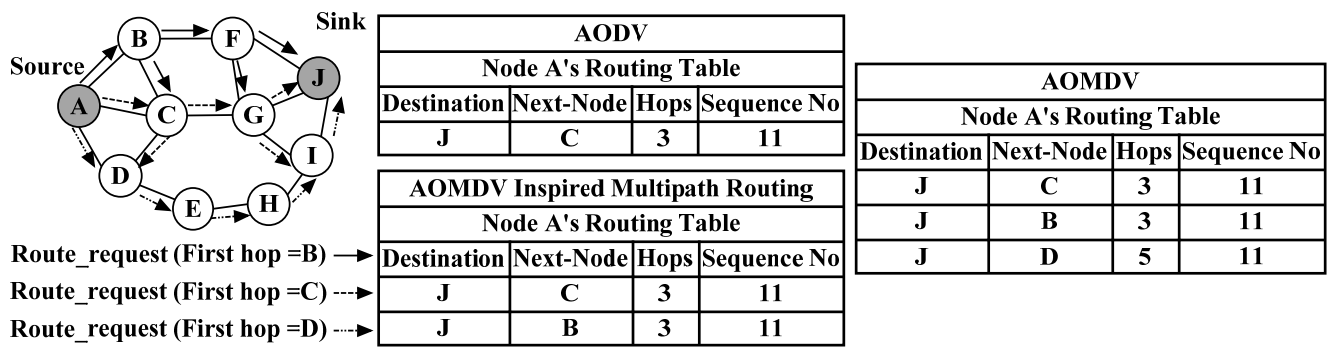 Sink
Source
B
F
J
A
C
G
I
D
E
H
Route_request (First hop =B)
Route_request (First hop =C)
Route_request (First hop =D)
AODV
Node A's Routing Table
Destination Next-Node Hops Sequence No
J C 3 11
AOMDV Inspired Multipath Routing
Node A's Routing Table
Destination Next-Node Hops Sequence No
J C 3 11
J B 3 11
AOMDV
Node A's Routing Table
Destination Next-Node Hops Sequence No
J C 3 11
J B 3 11
J D 5 11